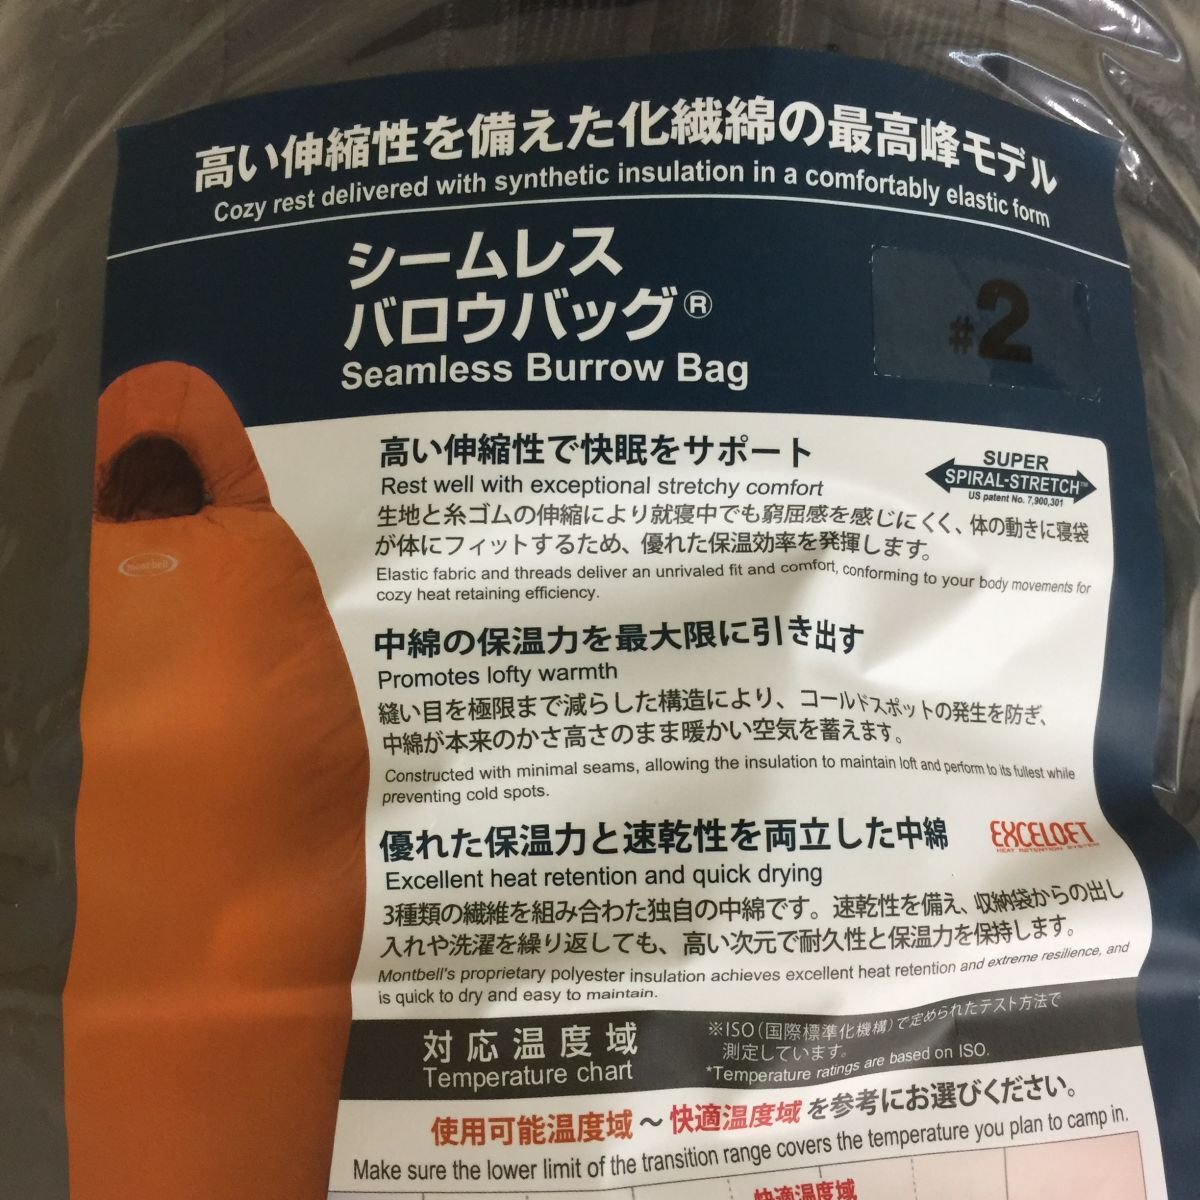 高い伸縮性を備えた化繊綿の最高峰モデル
Cozy rest delivered with synthetic insulation in a comfortably elastic form
シームレス
バロウバッグ®
Seamless Burrow Bag
#2
mont-bell
高い伸縮性で快眠をサポート
Rest well with exceptional stretchy comfort
SUPER
SPIRAL-STRETCH™
US patent No. 7,900,301
生地と糸ゴムの伸縮により就寝中でも窮屈感を感じにくく、体の動きに寝袋
が体にフィットするため、優れた保温効率を発揮します。
Elastic fabric and threads deliver an unrivaled fit and comfort, conforming to your body movements for
cozy heat retaining efficiency.
中綿の保温力を最大限に引き出す
Promotes lofty warmth
縫い目を極限まで減らした構造により、コールドスポットの発生を防ぎ、
中綿が本来のかさ高さのまま暖かい空気を蓄えます。
Constructed with minimal seams, allowing the insulation to maintain loft and perform to its fullest while
preventing cold spots.
優れた保温力と速乾性を両立した中綿
EXCELOFT
HEAT RETENTION SYSTEM
Excellent heat retention and quick drying
3種類の繊維を組み合わた独自の中綿です。速乾性を備え、収納袋からの出し
入れや洗濯を繰り返しても、高い次元で耐久性と保温力を保持します。
Montbell's proprietary polyester insulation achieves excellent heat retention and extreme resilience, and
is quick to dry and easy to maintain.
対応温度域
Temperature chart
※ISO(国際標準化機構)で定められたテスト方法で
測定しています。
*Temperature ratings are based on ISO.
使用可能温度域～快適温度域を参考にお選びください。
Make sure the lower limit of the transition range covers the temperature you plan to camp in.
快適温度域